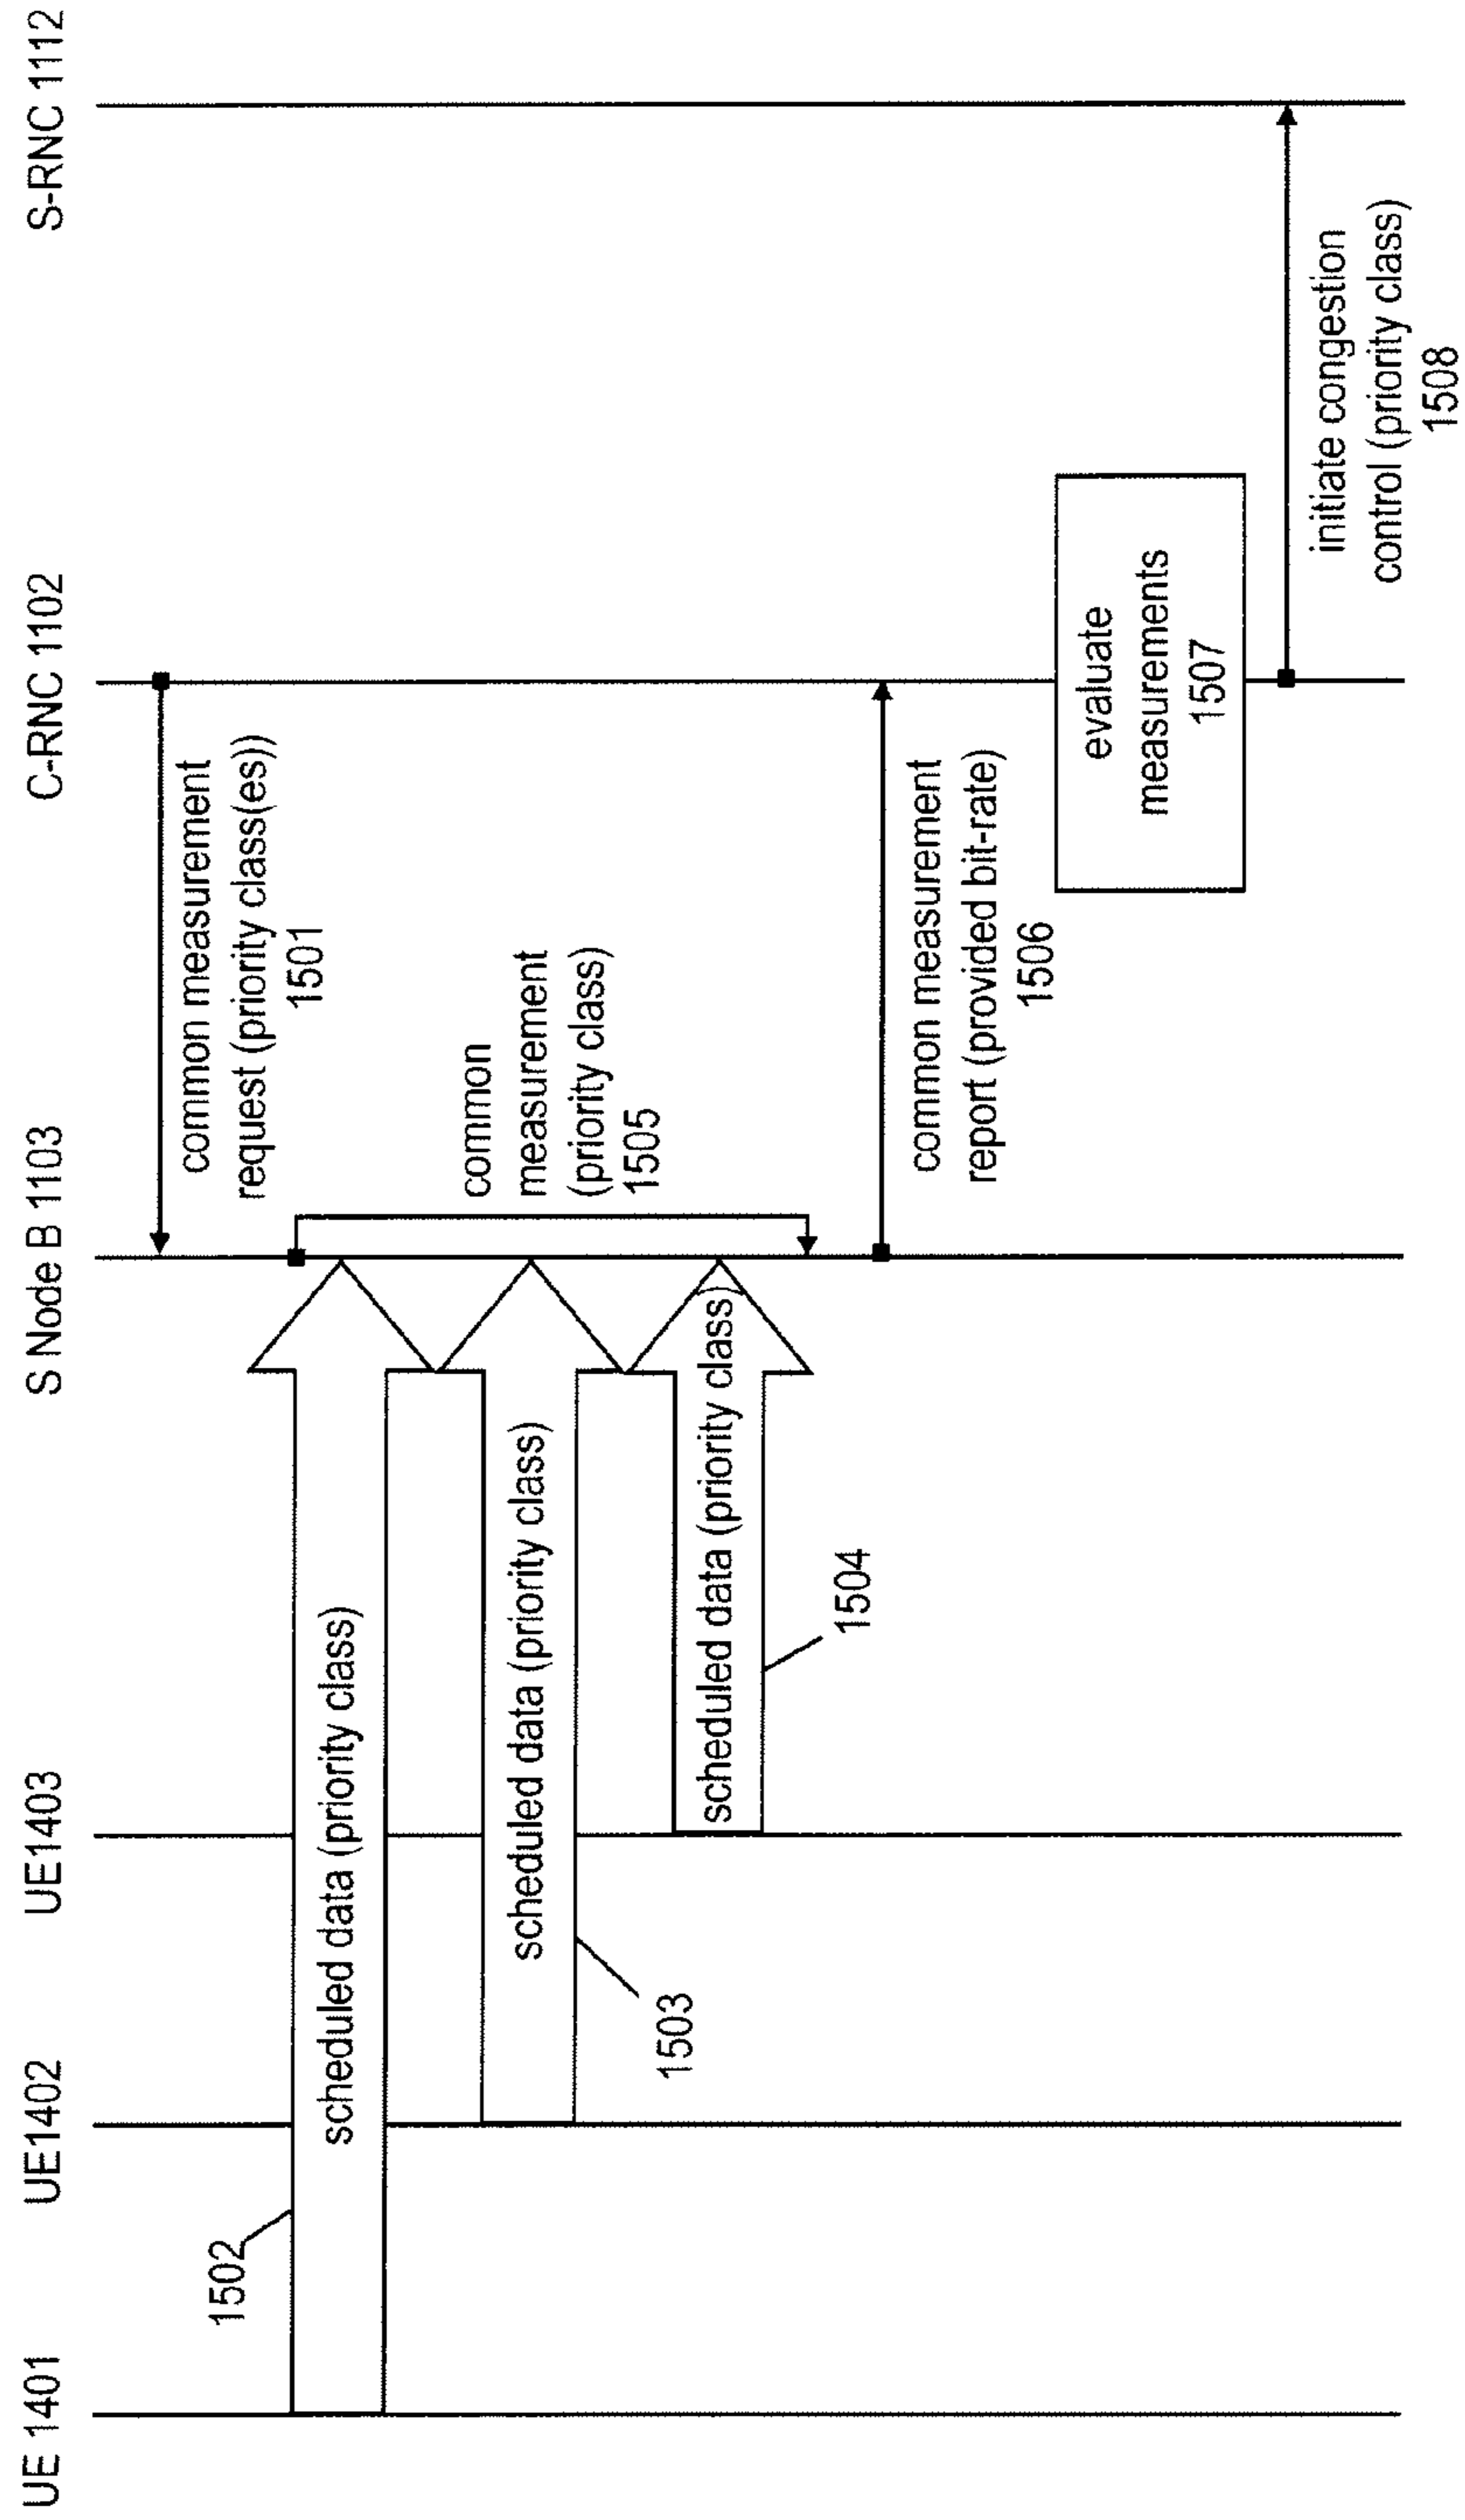 UE 1401
UE1402
UE1403
S Node B 1103
C-RNC 1102
S-RNC 1112
common measurement
request (priority class(es))
1501
1502
scheduled data (priority class)
common
measurement
(priority class)
1505
scheduled data (priority class)
1503
scheduled data (priority class)
1504
common measurement
report (provided bit-rate)
1506
evaluate
measurements
1507
initiate congestion
control (priority class)
1508